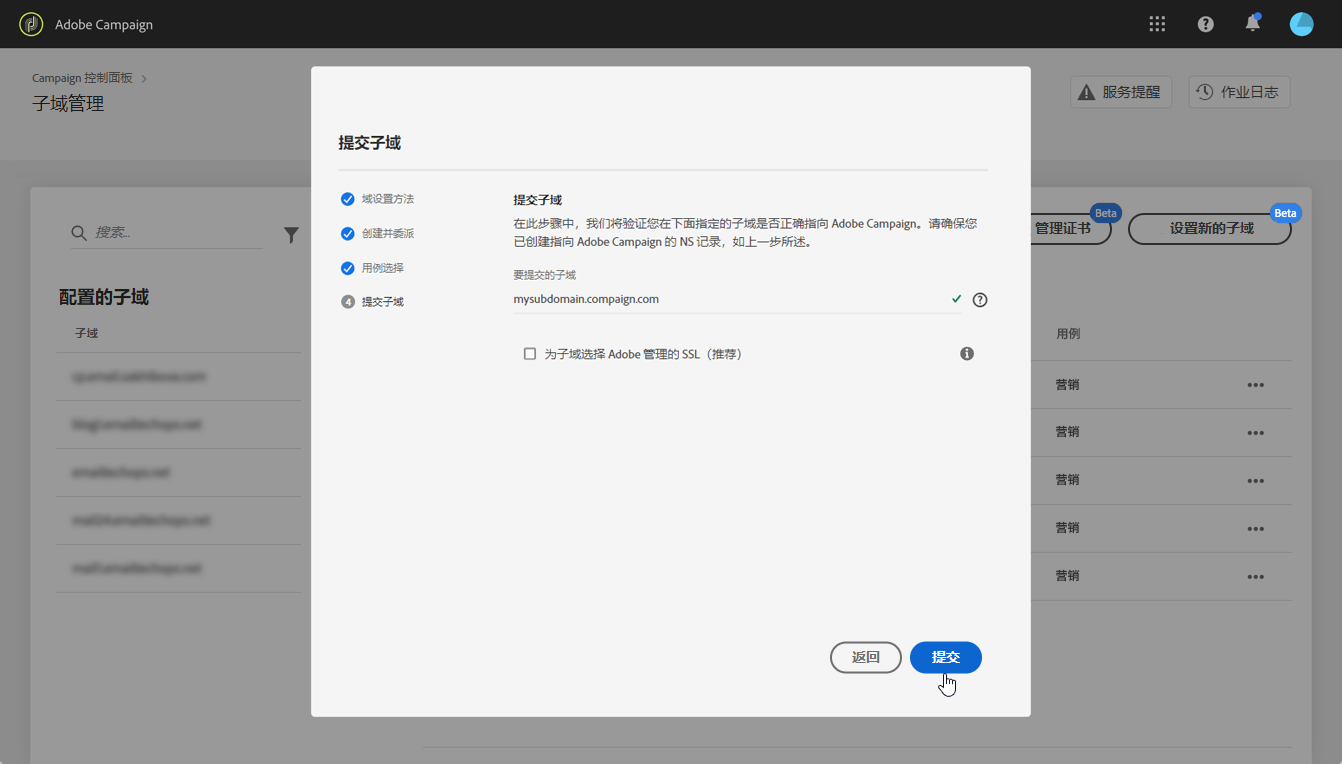 Adobe Campaign
Campaign 控制面板
子域管理
服务提醒
作业日志
搜索...
管理证书
Beta
设置新的子域
Beta
配置的子域
子域
用例
营销
营销
营销
营销
营销
提交子域
域设置方法
创建并委派
用例选择
4 提交子域
提交子域
在此步骤中，我们将验证您在下面指定的子域是否正确指向 Adobe Campaign。请确保您
已创建指向 Adobe Campaign 的 NS 记录，如上一步所述。
要提交的子域
mysubdomain.compaign.com
为子域选择 Adobe 管理的 SSL（推荐）
返回
提交